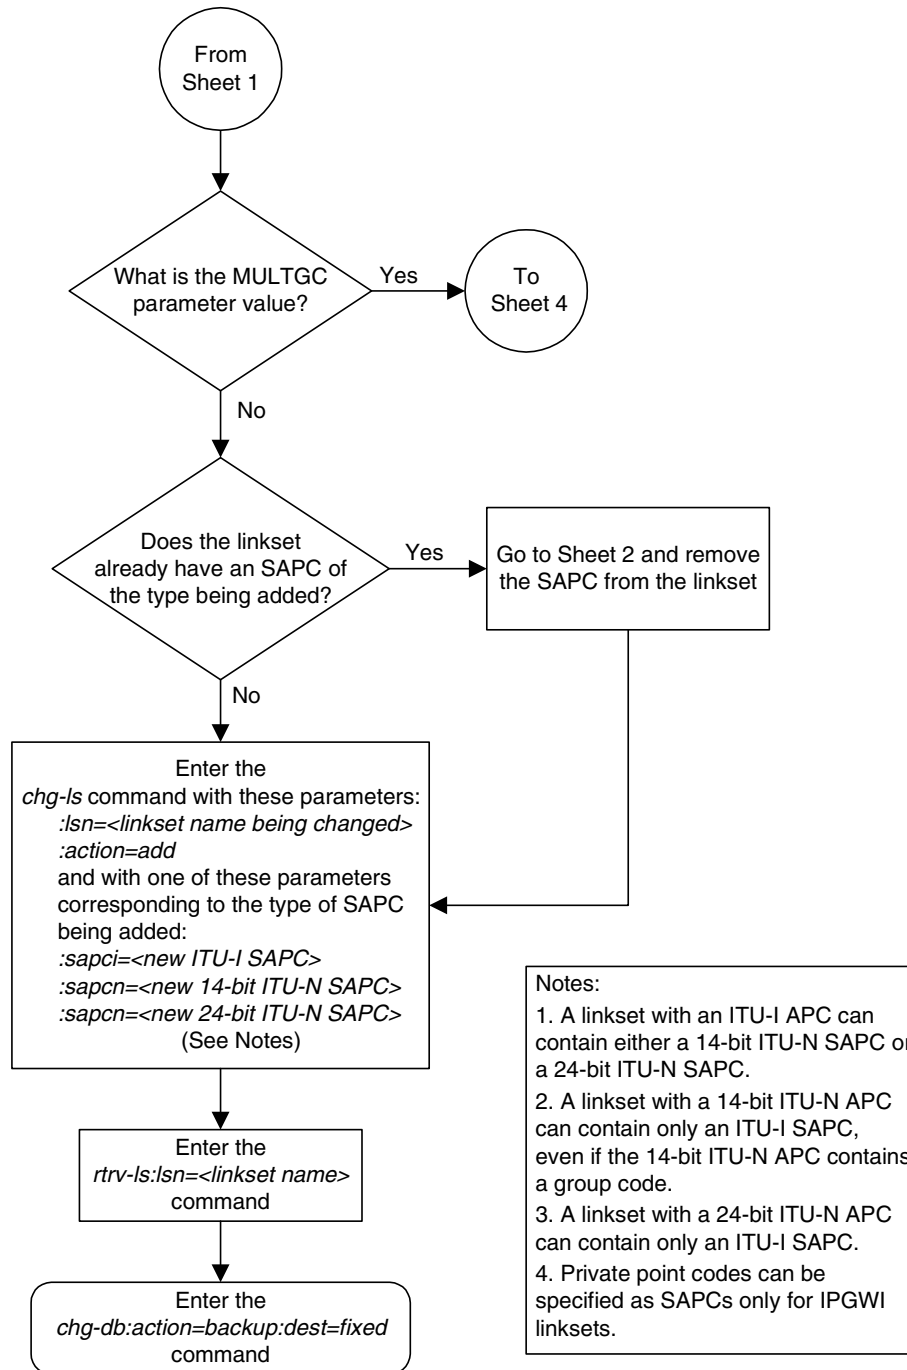 From
Sheet 1
What is the MULTGC
parameter value?
Yes
To
Sheet 4
No
Does the linkset
already have an SAPC of
the type being added?
Yes
Go to Sheet 2 and remove
the SAPC from the linkset
No
Enter the
chg-ls command with these parameters:
:lsn=<linkset name being changed>
:action=add
and with one of these parameters
corresponding to the type of SAPC
being added:
:sapci=<new ITU-I SAPC>
:sapcn=<new 14-bit ITU-N SAPC>
:sapcn=<new 24-bit ITU-N SAPC>
(See Notes)
Enter the
rtrv-ls:lsn=<linkset name>
command
Enter the
chg-db:action=backup:dest=fixed
command
Notes:
1. A linkset with an ITU-I APC can
contain either a 14-bit ITU-N SAPC or
a 24-bit ITU-N SAPC.
2. A linkset with a 14-bit ITU-N APC
can contain only an ITU-I SAPC,
even if the 14-bit ITU-N APC contains
a group code.
3. A linkset with a 24-bit ITU-N APC
can contain only an ITU-I SAPC.
4. Private point codes can be
specified as SAPCs only for IPGWI
linksets.